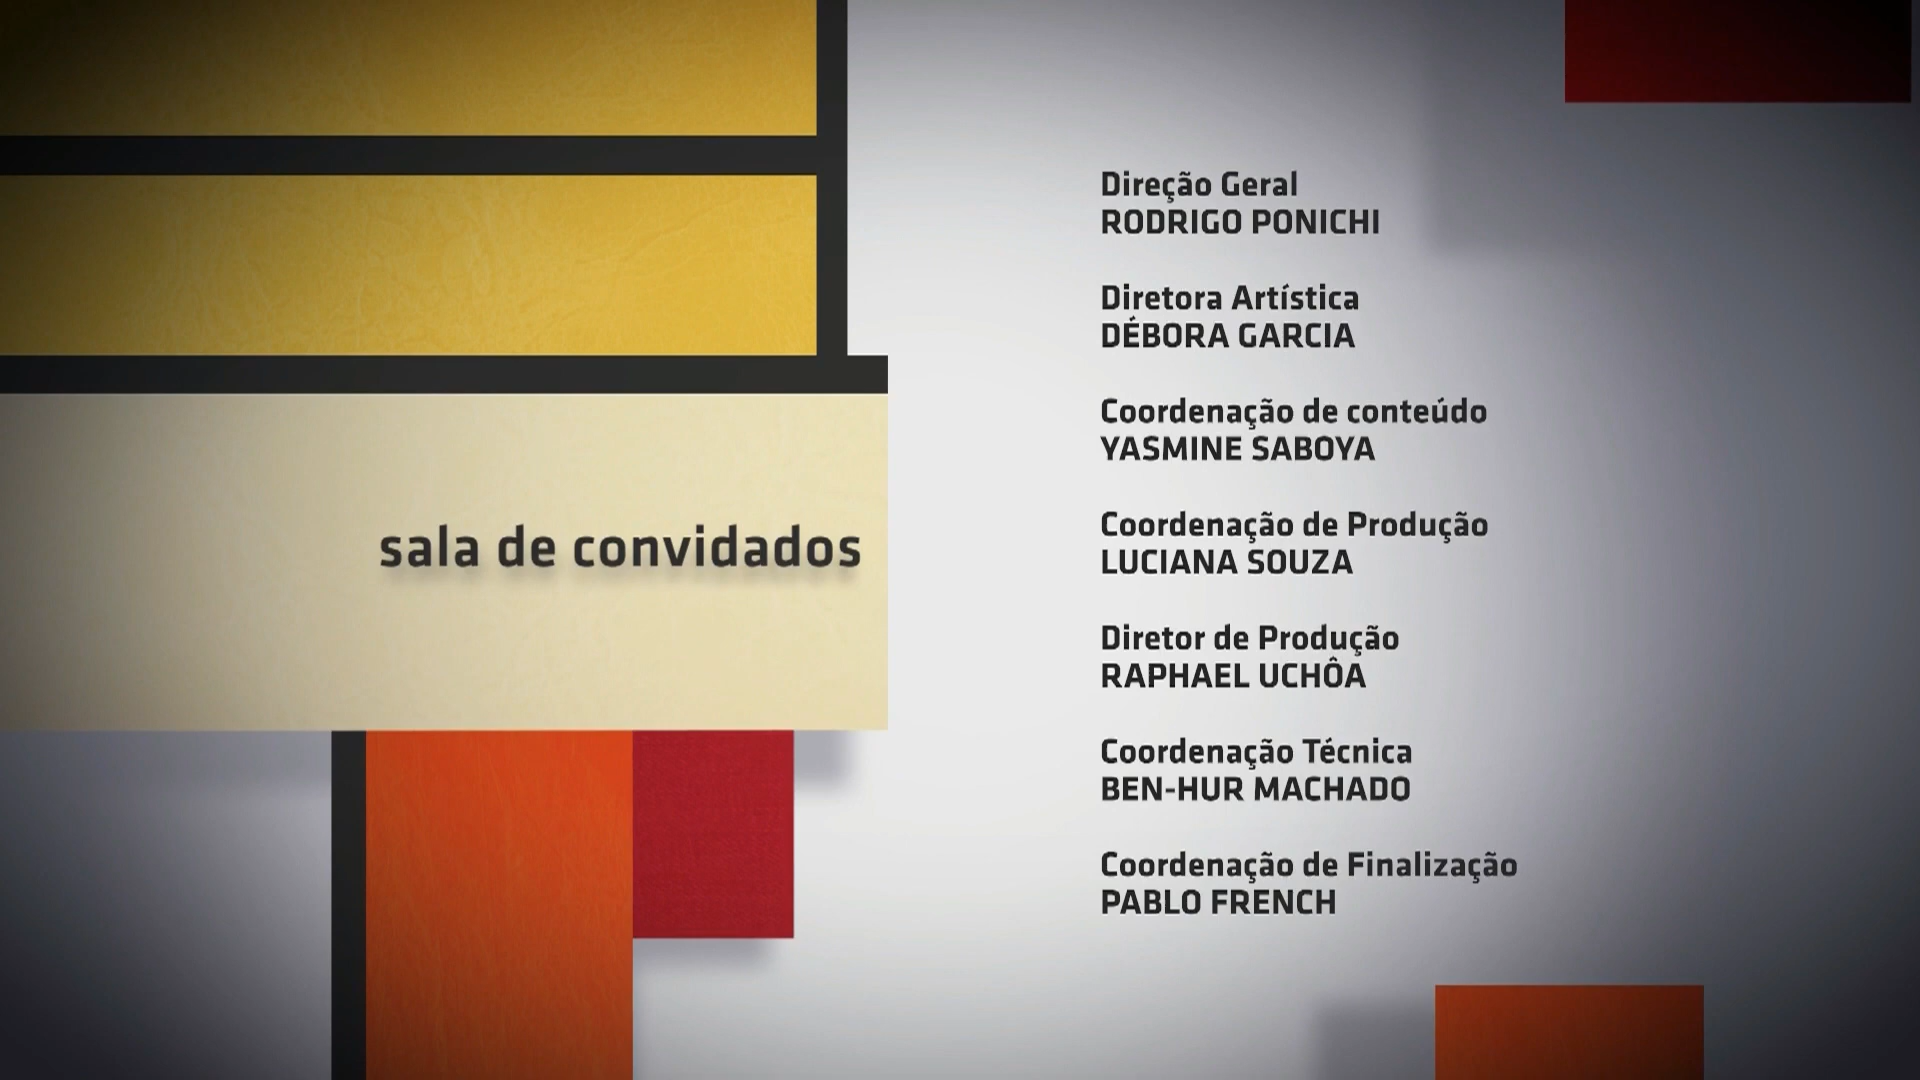 sala de convidados
Direção Geral
RODRIGO PONICHI
Diretora Artística
DÉBORA GARCIA
Coordenação de conteúdo
YASMINE SABOYA
Coordenação de Produção
LUCIANA SOUZA
Diretor de Produção
RAPHAEL UCHÔA
Coordenação Técnica
BEN-HUR MACHADO
Coordenação de Finalização
PABLO FRENCH